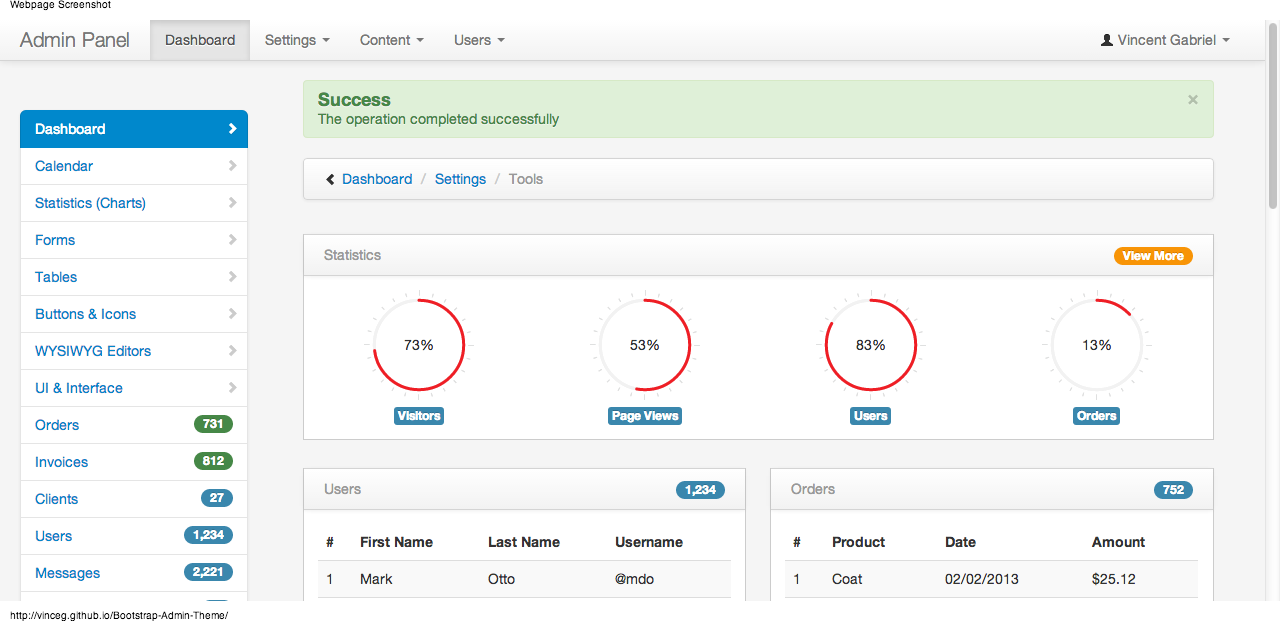 Webpage Screenshot
Admin Panel Dashboard Settings Content Users Vincent Gabriel
Success ×
The operation completed successfully
Dashboard / Settings / Tools
Dashboard
Calendar
Statistics (Charts)
Forms
Tables
Buttons & Icons
WYSIWYG Editors
UI & Interface
Orders 731
Invoices 812
Clients 27
Users 1,234
Messages 2,221
Statistics View More
73% 53% 83% 13%
Visitors Page Views Users Orders
Users 1,234
# First Name Last Name Username
1 Mark Otto @mdo
Orders 752
# Product Date Amount
1 Coat 02/02/2013 $25.12
http://vinceg.github.io/Bootstrap-Admin-Theme/